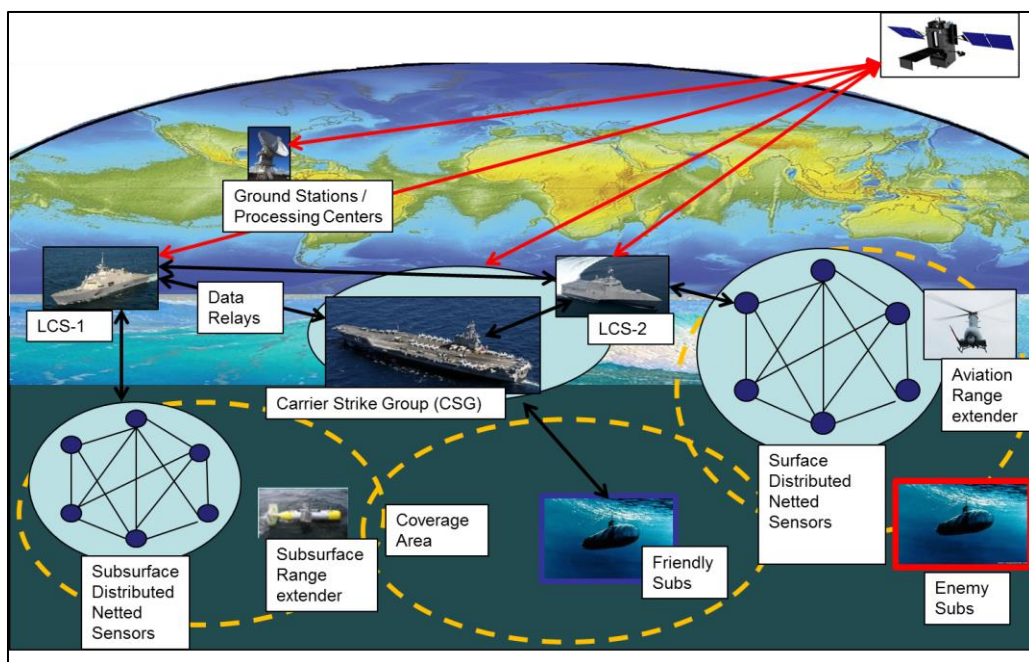 Ground Stations /
Processing Centers
LCS-1
Data
Relays
LCS-2
Carrier Strike Group (CSG)
Aviation
Range
extender
Subsurface
Distributed
Netted
Sensors
Subsurface
Range
extender
Coverage
Area
Friendly
Subs
Surface
Distributed
Netted
Sensors
Enemy
Subs